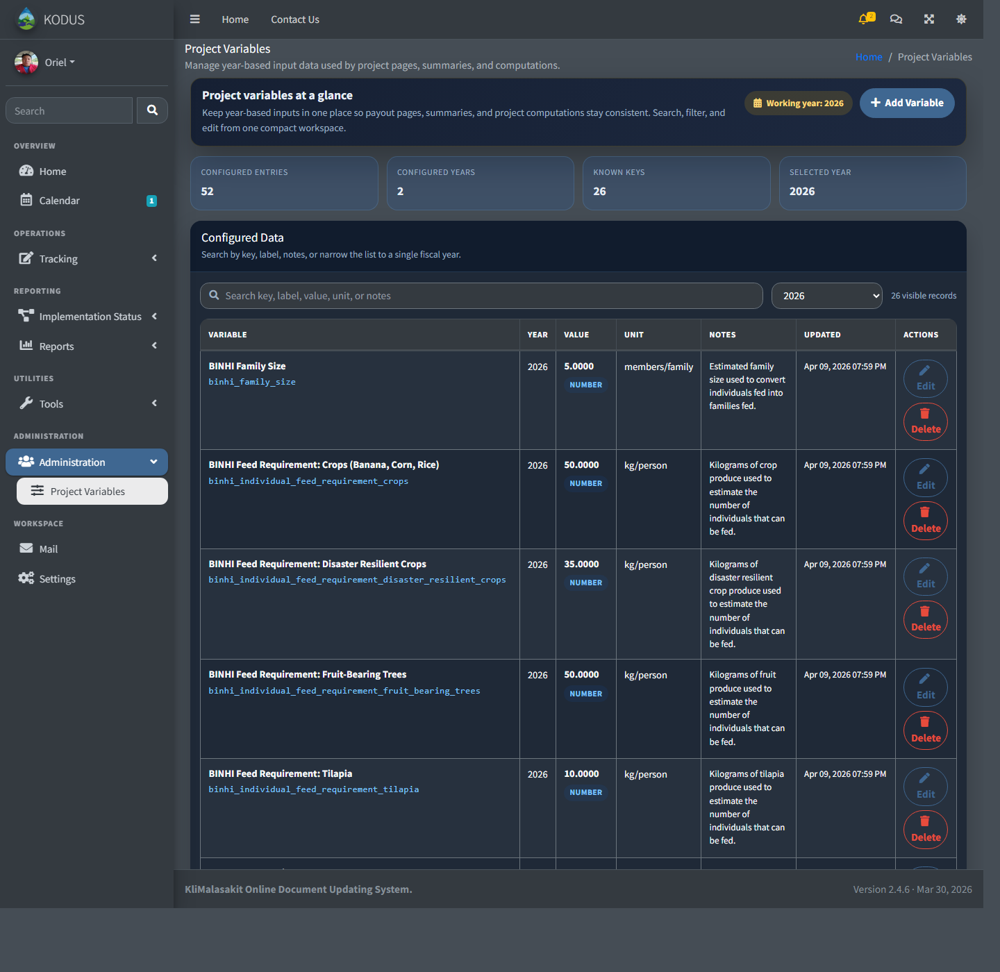 KODUS
Home
Contact Us
2
Oriel
Search
OVERVIEW
Home
Calendar
1
OPERATIONS
Tracking
REPORTING
Implementation Status
Reports
UTILITIES
Tools
ADMINISTRATION
Administration
Project Variables
WORKSPACE
Mail
Settings
Project Variables
Manage year-based input data used by project pages, summaries, and computations.
Home / Project Variables
Project variables at a glance
Keep year-based inputs in one place so payout pages, summaries, and project computations stay consistent. Search, filter, and
edit from one compact workspace.
Working year: 2026
Add Variable
CONFIGURED ENTRIES
52
CONFIGURED YEARS
2
KNOWN KEYS
26
SELECTED YEAR
2026
Configured Data
Search by key, label, notes, or narrow the list to a single fiscal year.
Search key, label, value, unit, or notes
2026
26 visible records
VARIABLE YEAR VALUE UNIT NOTES UPDATED ACTIONS
BINHI Family Size
binhi_family_size
2026
5.0000
NUMBER
members/family
Estimated family
size used to convert
individuals fed into
families fed.
Apr 09, 2026 07:59 PM
Edit
Delete
BINHI Feed Requirement: Crops (Banana, Corn, Rice)
binhi_individual_feed_requirement_crops
2026
50.0000
NUMBER
kg/person
Kilograms of crop
produce used to
estimate the
number of
individuals that can
be fed.
Apr 09, 2026 07:59 PM
Edit
Delete
BINHI Feed Requirement: Disaster Resilient Crops
binhi_individual_feed_requirement_disaster_resilient_crops
2026
35.0000
NUMBER
kg/person
Kilograms of
disaster resilient
crop produce used
to estimate the
number of
individuals that can
be fed.
Apr 09, 2026 07:59 PM
Edit
Delete
BINHI Feed Requirement: Fruit-Bearing Trees
binhi_individual_feed_requirement_fruit_bearing_trees
2026
50.0000
NUMBER
kg/person
Kilograms of fruit
produce used to
estimate the
number of
individuals that can
be fed.
Apr 09, 2026 07:59 PM
Edit
Delete
BINHI Feed Requirement: Tilapia
binhi_individual_feed_requirement_tilapia
2026
10.0000
NUMBER
kg/person
Kilograms of tilapia
produce used to
estimate the
number of
individuals that can
be fed.
Apr 09, 2026 07:59 PM
Edit
Delete
KliMalasakit Online Document Updating System.
Version 2.4.6 · Mar 30, 2026